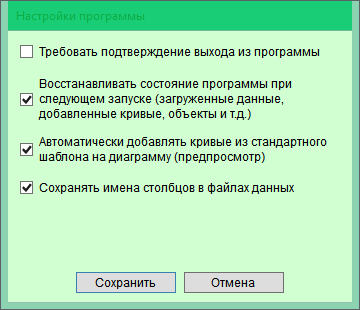 Настройки программы
Требовать подтверждение выхода из программы
Восстанавливать состояние программы при
следующем запуске (загруженные данные,
добавленные кривые, объекты и т.д.)
Автоматически добавлять кривые из стандартного
шаблона на диаграмму (предпросмотр)
Сохранять имена столбцов в файлах данных
Сохранить Отмена